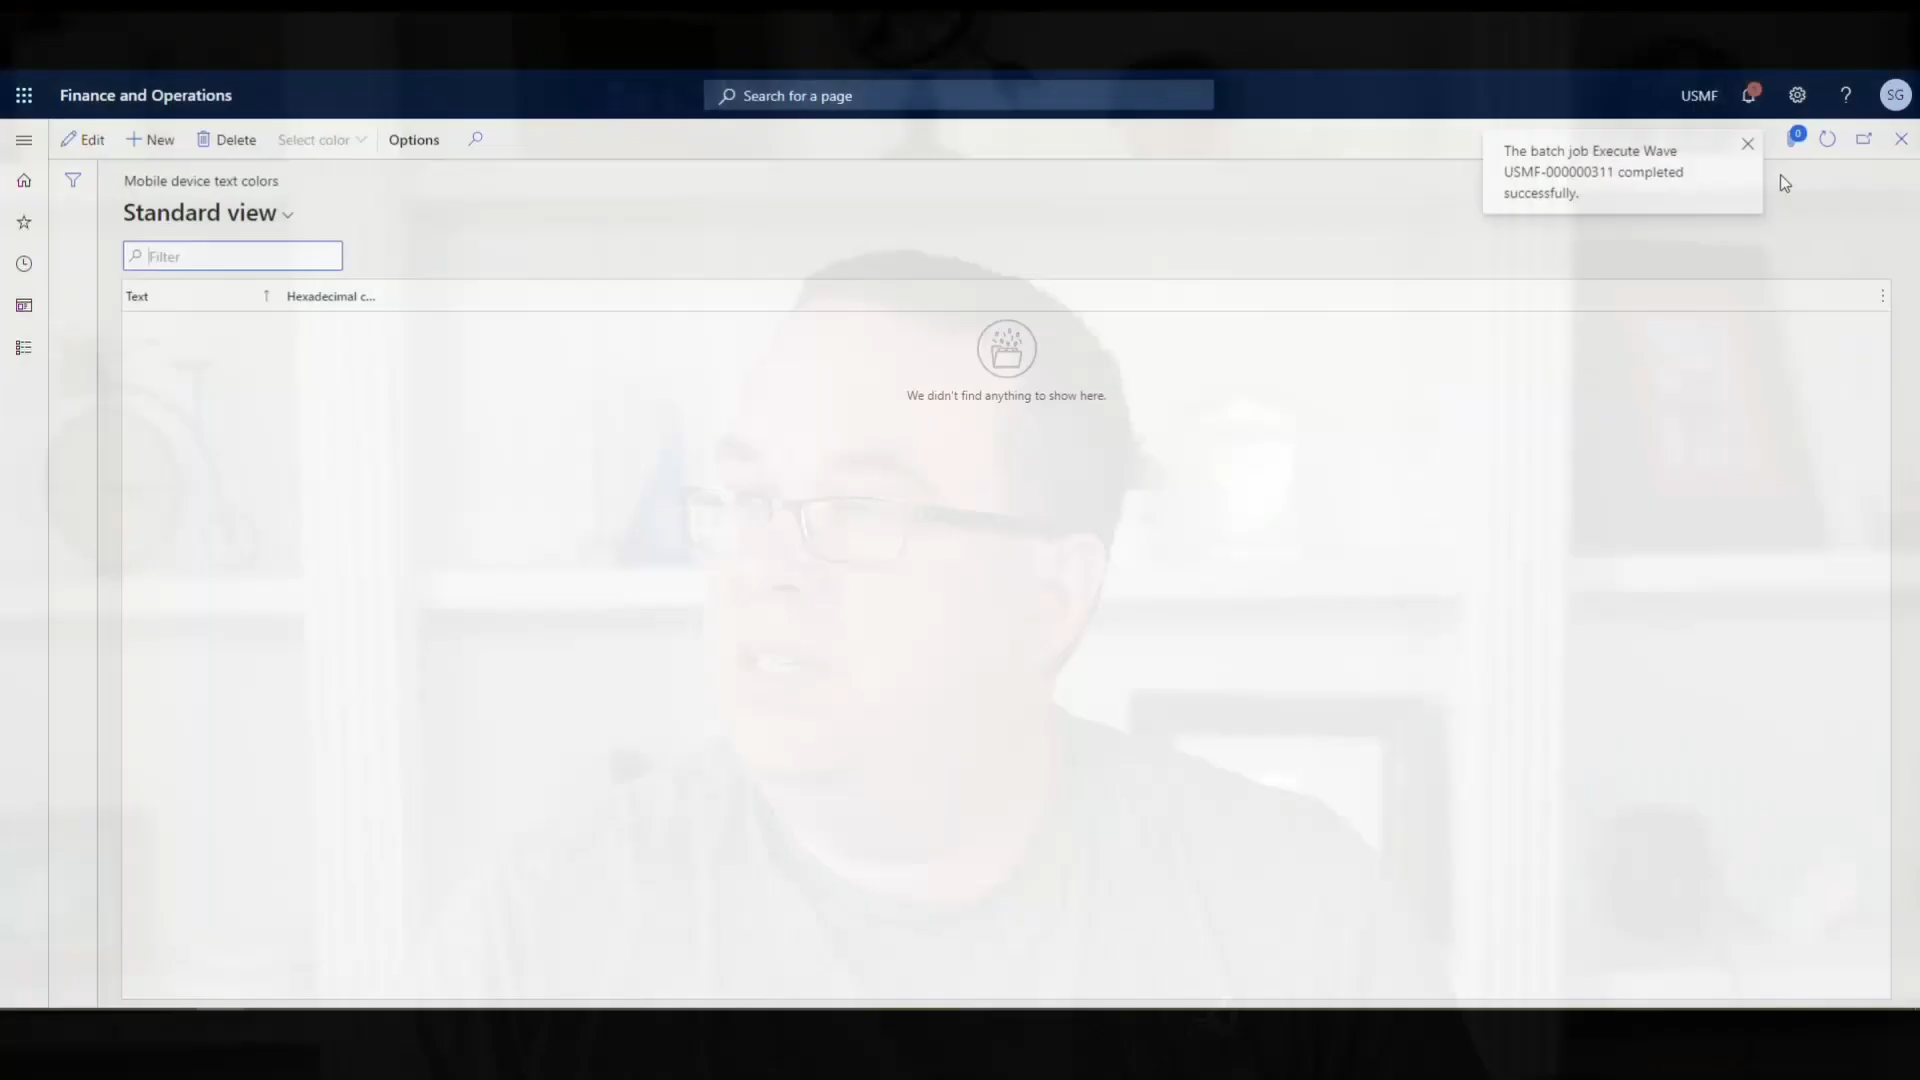 Finance and Operations
Search for a page
USMF
SG
Edit
New
Delete
Select color
Options
0
The batch job Execute Wave
USMF-000000311 completed
successfully.
Mobile device text colors
Standard view
Filter
Text
Hexadecimal c...
We didn't find anything to show here.